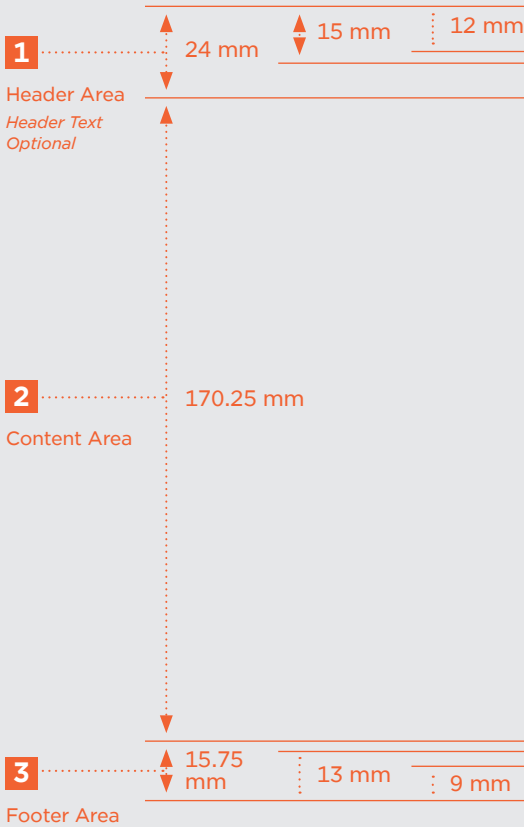 1
24 mm
15 mm
12 mm
Header Area
Header Text
Optional
2
170.25 mm
Content Area
3
15.75
mm
13 mm
9 mm
Footer Area